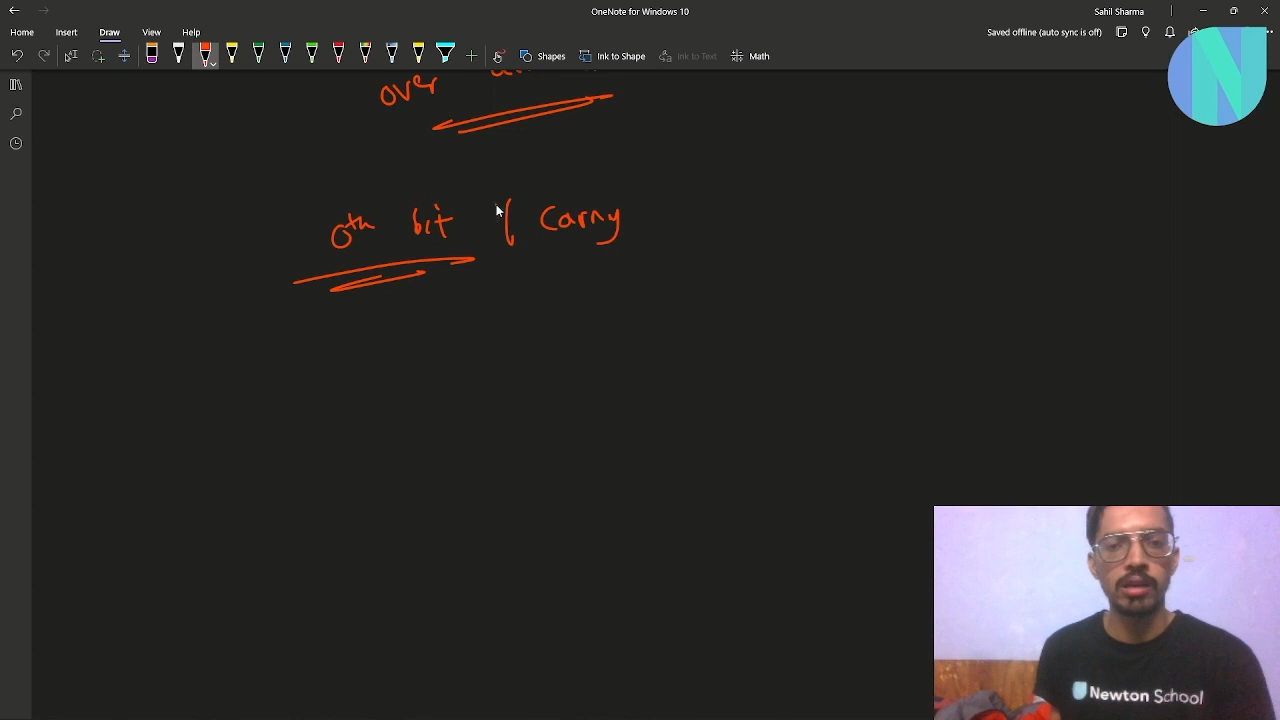 OneNote for Windows 10
Sahil Sharma
Home Insert Draw View Help
Saved offline (auto sync is off)
Shapes Ink to Shape Ink to Text Math
over
0th bit ( Carry
Newton School